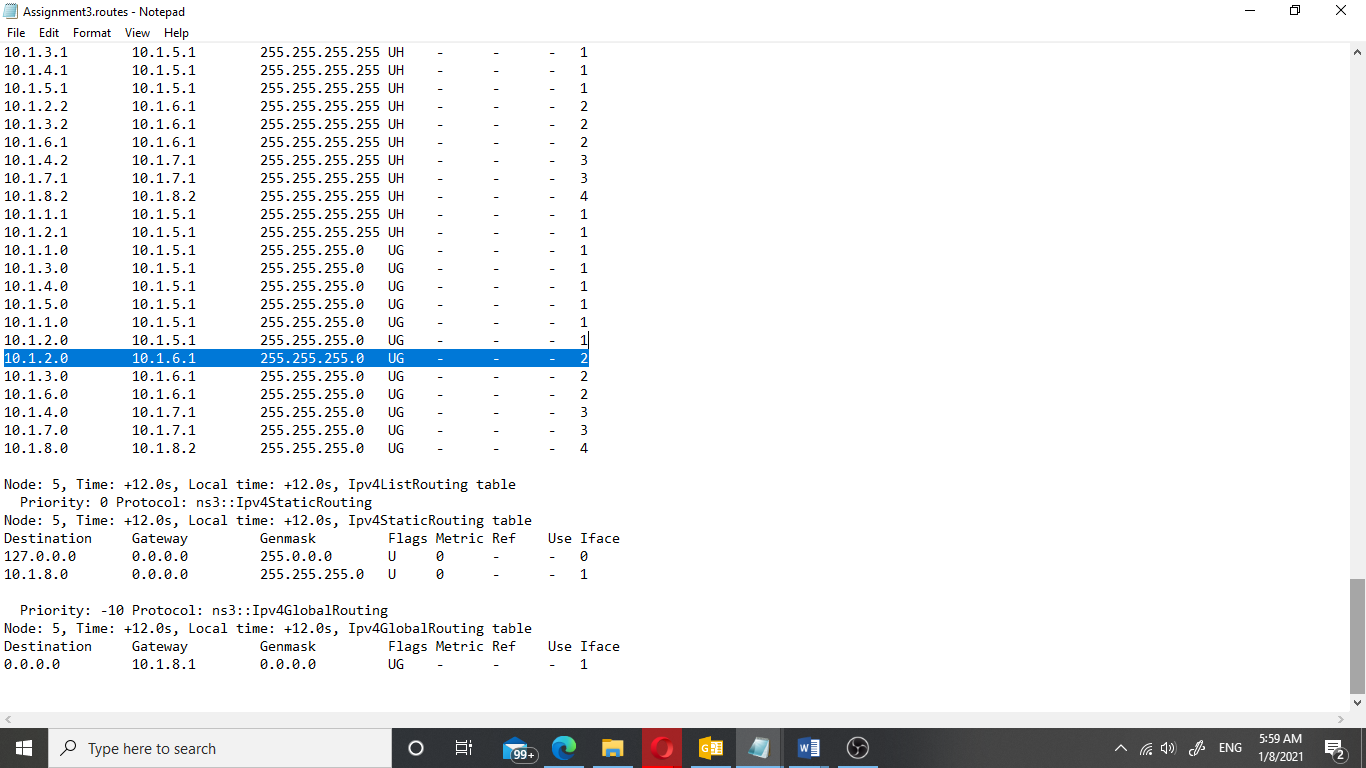 Assignment3.routes - Notepad
File Edit Format View Help
10.1.3.1 10.1.5.1 255.255.255.255 UH - - - 1
10.1.4.1 10.1.5.1 255.255.255.255 UH - - - 1
10.1.5.1 10.1.5.1 255.255.255.255 UH - - - 1
10.1.2.2 10.1.6.1 255.255.255.255 UH - - - 2
10.1.3.2 10.1.6.1 255.255.255.255 UH - - - 2
10.1.6.1 10.1.6.1 255.255.255.255 UH - - - 2
10.1.4.2 10.1.7.1 255.255.255.255 UH - - - 3
10.1.7.1 10.1.7.1 255.255.255.255 UH - - - 3
10.1.8.2 10.1.8.2 255.255.255.255 UH - - - 4
10.1.1.1 10.1.5.1 255.255.255.255 UH - - - 1
10.1.2.1 10.1.5.1 255.255.255.255 UH - - - 1
10.1.1.0 10.1.5.1 255.255.255.0 UG - - - 1
10.1.3.0 10.1.5.1 255.255.255.0 UG - - - 1
10.1.4.0 10.1.5.1 255.255.255.0 UG - - - 1
10.1.5.0 10.1.5.1 255.255.255.0 UG - - - 1
10.1.1.0 10.1.5.1 255.255.255.0 UG - - - 1
10.1.2.0 10.1.5.1 255.255.255.0 UG - - - 1
10.1.2.0 10.1.6.1 255.255.255.0 UG - - - 2
10.1.3.0 10.1.6.1 255.255.255.0 UG - - - 2
10.1.6.0 10.1.6.1 255.255.255.0 UG - - - 2
10.1.4.0 10.1.7.1 255.255.255.0 UG - - - 3
10.1.7.0 10.1.7.1 255.255.255.0 UG - - - 3
10.1.8.0 10.1.8.2 255.255.255.0 UG - - - 4
Node: 5, Time: +12.0s, Local time: +12.0s, Ipv4ListRouting table
Priority: 0 Protocol: ns3::Ipv4StaticRouting
Node: 5, Time: +12.0s, Local time: +12.0s, Ipv4StaticRouting table
Destination Gateway Genmask Flags Metric Ref Use Iface
127.0.0.0 0.0.0.0 255.0.0.0 U 0 - - 0
10.1.8.0 0.0.0.0 255.255.255.0 U 0 - - 1
Priority: -10 Protocol: ns3::Ipv4GlobalRouting
Node: 5, Time: +12.0s, Local time: +12.0s, Ipv4GlobalRouting table
Destination Gateway Genmask Flags Metric Ref Use Iface
0.0.0.0 10.1.8.1 0.0.0.0 UG - - - 1
Type here to search
99+
ENG
5:59 AM
1/8/2021
2